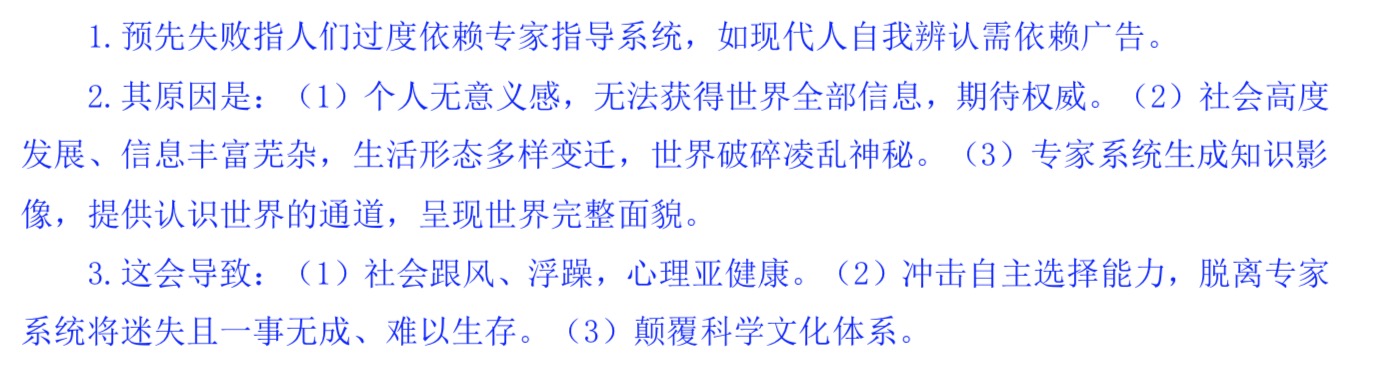 1.预先失败指人们过度依赖专家指导系统，如现代人自我辨认需依赖广告。
2.其原因是：（1）个人无意义感，无法获得世界全部信息，期待权威。（2）社会高度
发展、信息丰富芜杂，生活形态多样变迁，世界破碎凌乱神秘。（3）专家系统生成知识影
像，提供认识世界的通道，呈现世界完整面貌。
3.这会导致：（1）社会跟风、浮躁，心理亚健康。（2）冲击自主选择能力，脱离专家
系统将迷失且一事无成、难以生存。（3）颠覆科学文化体系。